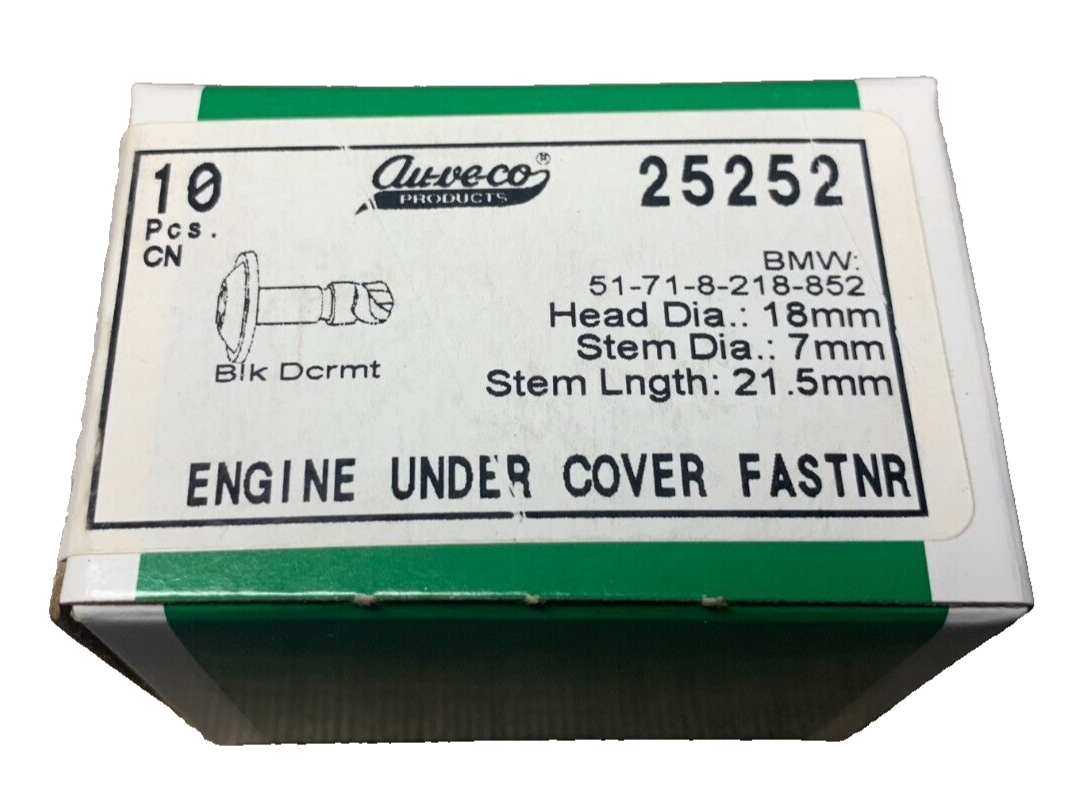 10
Pcs.
CN
Au-ve-co®
PRODUCTS
25252
BMW:
51-71-8-218-852
Head Dia.: 18mm
Stem Dia.: 7mm
Stem Lngth: 21.5mm
Blk Dcrmt
ENGINE UNDER COVER FASTNR